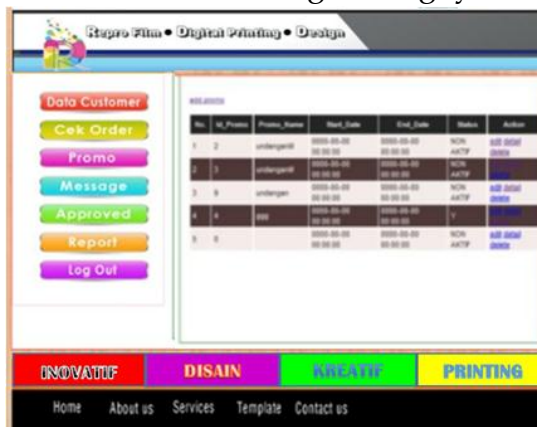 Repro Film • Digital Printing • Design
Data Customer
Cek Order
Promo
Message
Approved
Report
Log Out
add promo
No. Id_Promo Promo_Name Start_Date End_Date Status Action
1 2 0000-00-00 00:00:00 0000-00-00 00:00:00 NON AKTIF edit detail delete
2 3 0000-00-00 00:00:00 0000-00-00 00:00:00 NON AKTIF edit detail delete
3 undangan 0000-00-00 00:00:00 0000-00-00 00:00:00 NON AKTIF edit detail delete
4 0000-00-00 00:00:00 0000-00-00 00:00:00 Y edit detail delete
5 0000-00-00 00:00:00 0000-00-00 00:00:00 NON AKTIF edit detail delete
INOVATIF DISAIN KREATIF PRINTING
Home About us Services Template Contact us